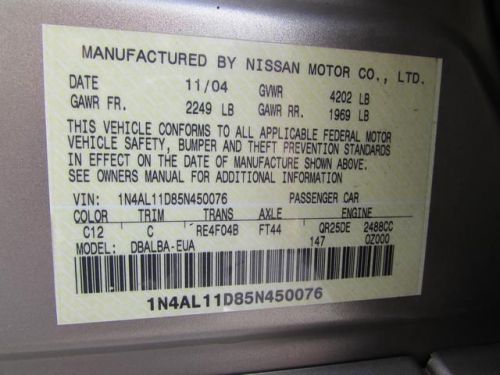 MANUFACTURED BY NISSAN MOTOR CO., LTD.
DATE 11/04 GVWR 4202 LB
GAWR FR. 2249 LB GAWR RR. 1969 LB
THIS VEHICLE CONFORMS TO ALL APPLICABLE FEDERAL MOTOR
VEHICLE SAFETY, BUMPER AND THEFT PREVENTION STANDARDS
IN EFFECT ON THE DATE OF MANUFACTURE SHOWN ABOVE.
SEE OWNERS MANUAL FOR ADDITIONAL INFORMATION
VIN: 1N4AL11D85N450076 PASSENGER CAR
COLOR TRIM TRANS AXLE ENGINE
C12 C RE4F04B FT44 QR25DE 2488CC
MODEL: DBALBA-EUA 147 0Z000
1N4AL11D85N450076